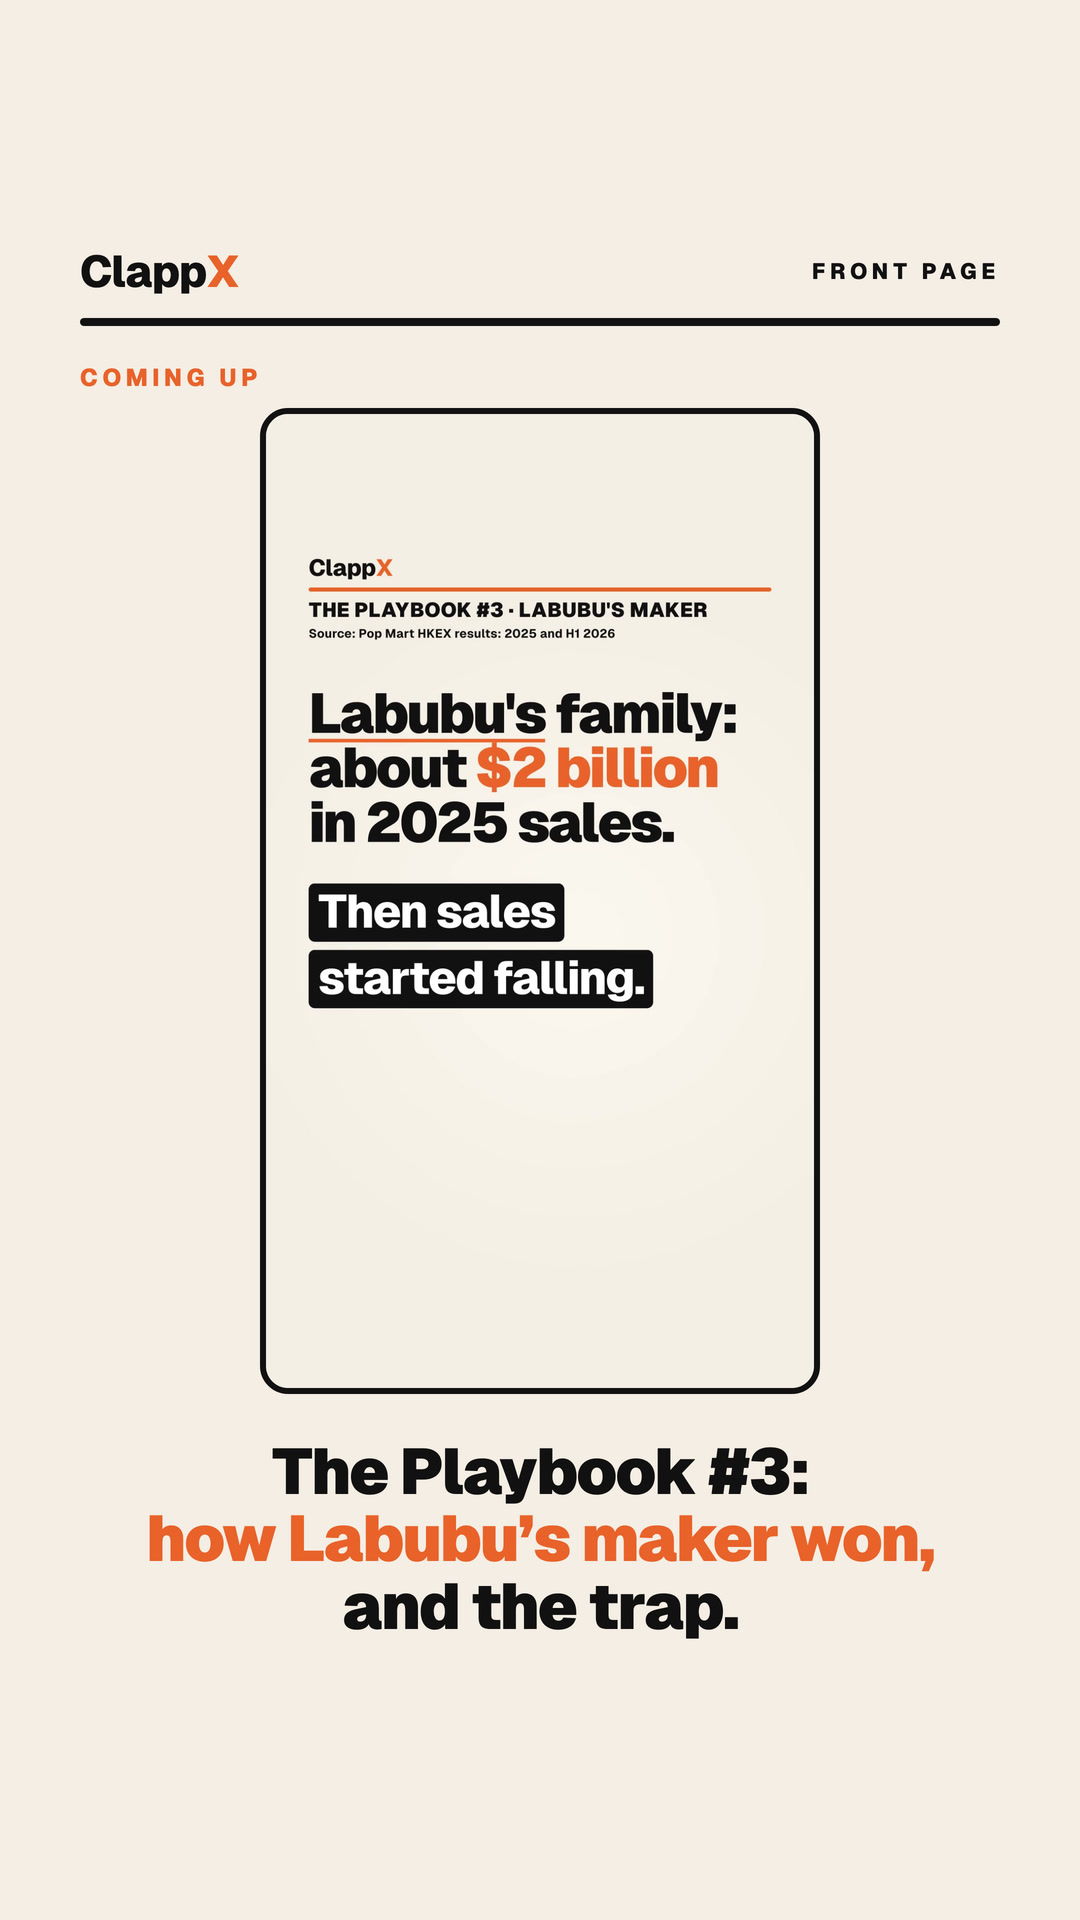 ClappX
FRONT PAGE
COMING UP
ClappX
THE PLAYBOOK #3 · LABUBU'S MAKER
Source: Pop Mart HKEX results: 2025 and H1 2026
Labubu's family:
about $2 billion
in 2025 sales.
Then sales
started falling.
The Playbook #3:
how Labubu’s maker won,
and the trap.